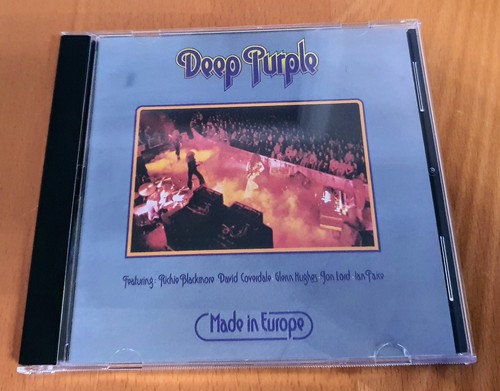 Deep Purple
Featuring: Ritchie Blackmore David Coverdale Glenn Hughes Jon Lord Ian Paice
Made in Europe